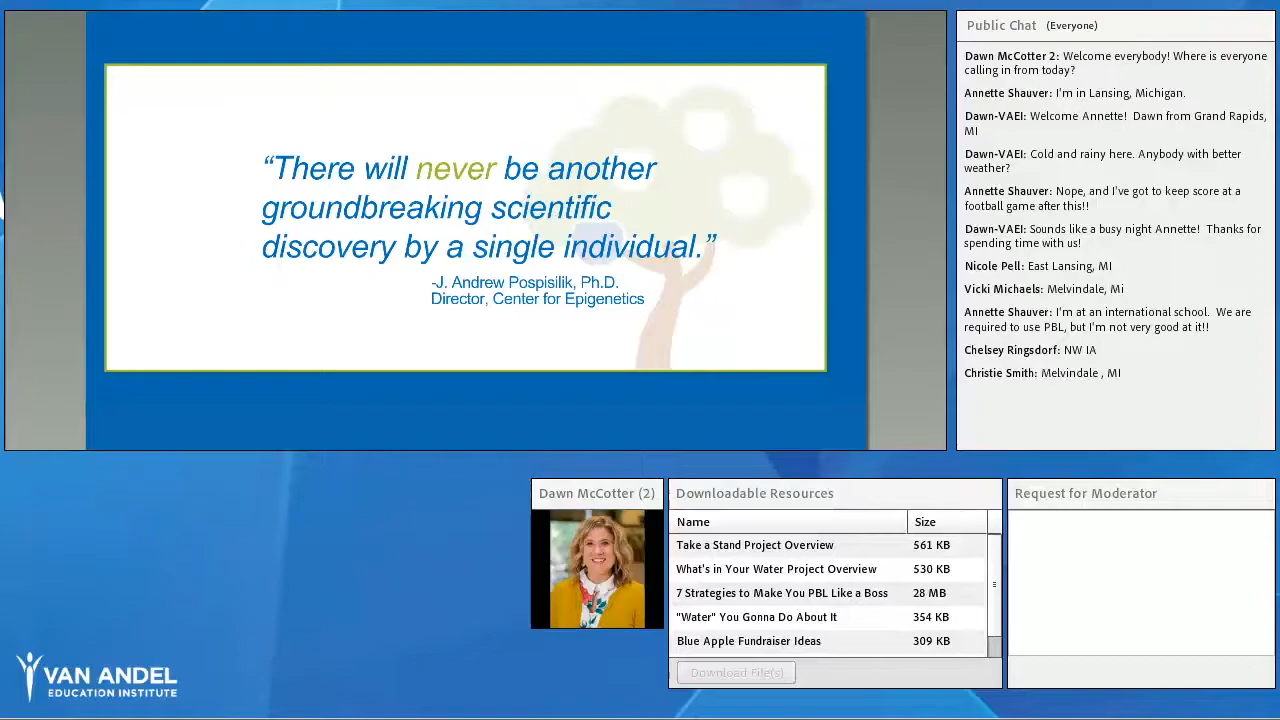 “There will never be another
groundbreaking scientific
discovery by a single individual.”
-J. Andrew Pospisilik, Ph.D.
Director, Center for Epigenetics
Public Chat (Everyone)
Dawn McCotter 2: Welcome everybody! Where is everyone
calling in from today?
Annette Shauver: I'm in Lansing, Michigan.
Dawn-VAEI: Welcome Annette! Dawn from Grand Rapids,
MI
Dawn-VAEI: Cold and rainy here. Anybody with better
weather?
Annette Shauver: Nope, and I've got to keep score at a
football game after this!!
Dawn-VAEI: Sounds like a busy night Annette! Thanks for
spending time with us!
Nicole Pell: East Lansing, MI
Vicki Michaels: Melvindale, Mi
Annette Shauver: I'm at an international school. We are
required to use PBL, but I'm not very good at it!!
Chelsey Ringsdorf: NW IA
Christie Smith: Melvindale , MI
Dawn McCotter (2)
Downloadable Resources
Name Size
Take a Stand Project Overview 561 KB
What's in Your Water Project Overview 530 KB
7 Strategies to Make You PBL Like a Boss 28 MB
"Water" You Gonna Do About It 354 KB
Blue Apple Fundraiser Ideas 309 KB
Download File(s)
Request for Moderator
VAN ANDEL
EDUCATION INSTITUTE